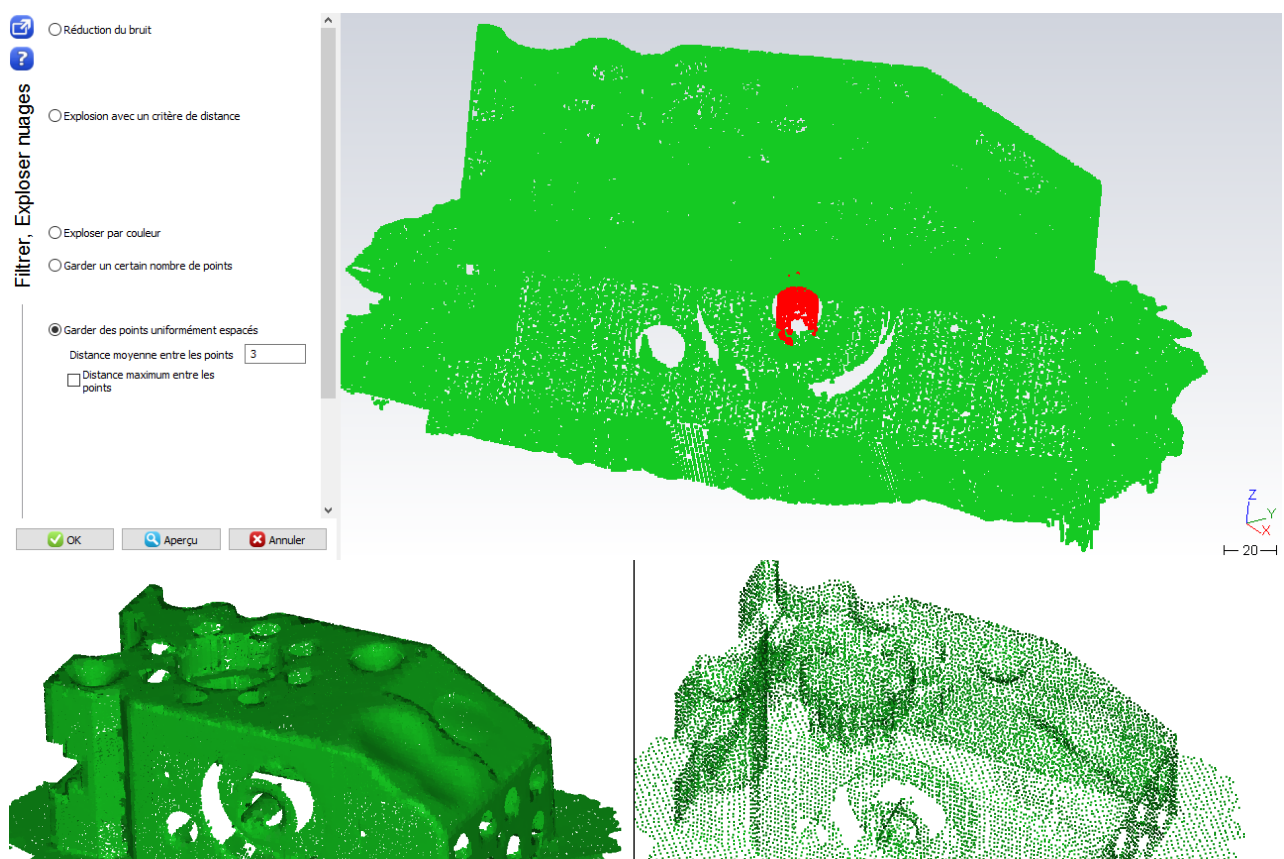 ?
Filtrer, Exploser nuages
Réduction du bruit
Explosion avec un critère de distance
Exploser par couleur
Garder un certain nombre de points
Garder des points uniformément espacés
Distance moyenne entre les points 3
Distance maximum entre les
points
OK Aperçu Annuler
Z
Y
X
20